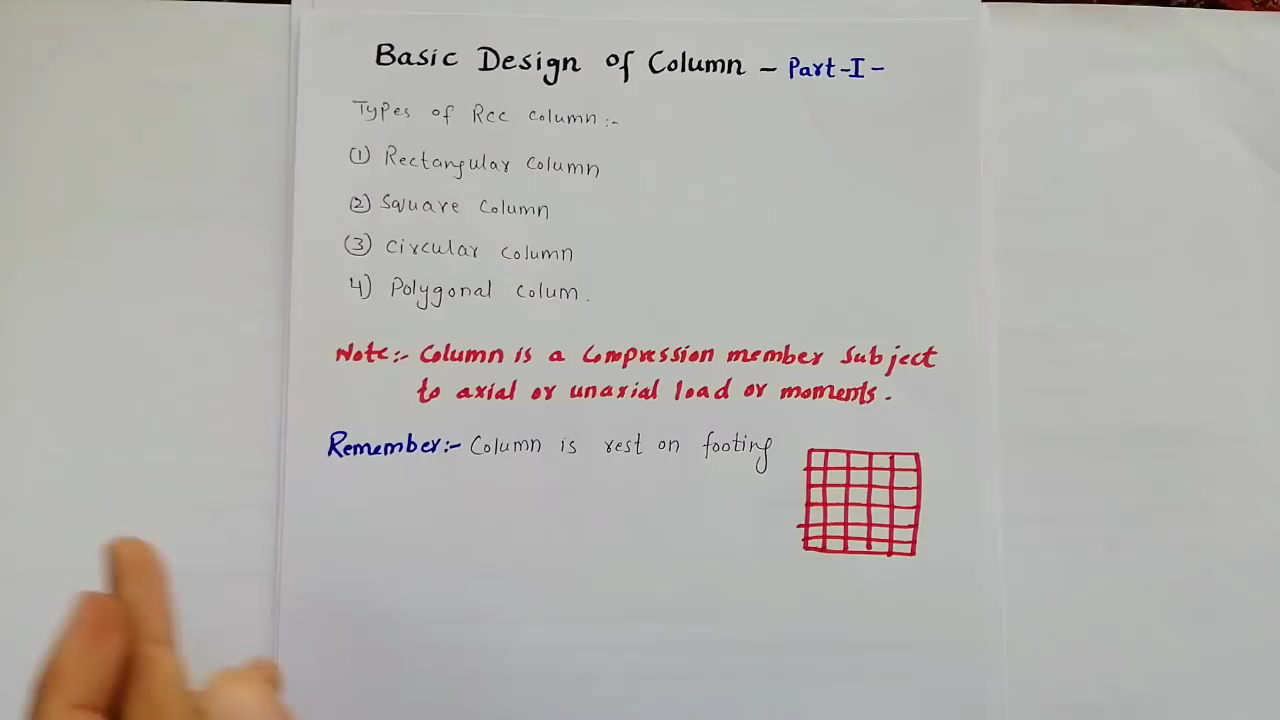 Basic Design of Column - Part-I-
Types of Rcc column:-
(1) Rectangular column
(2) Square column
(3) circular column
4) Polygonal colum.
Note:- Column is a compression member subject
to axial or unaxial load or moments.
Remember:- Column is rest on footing